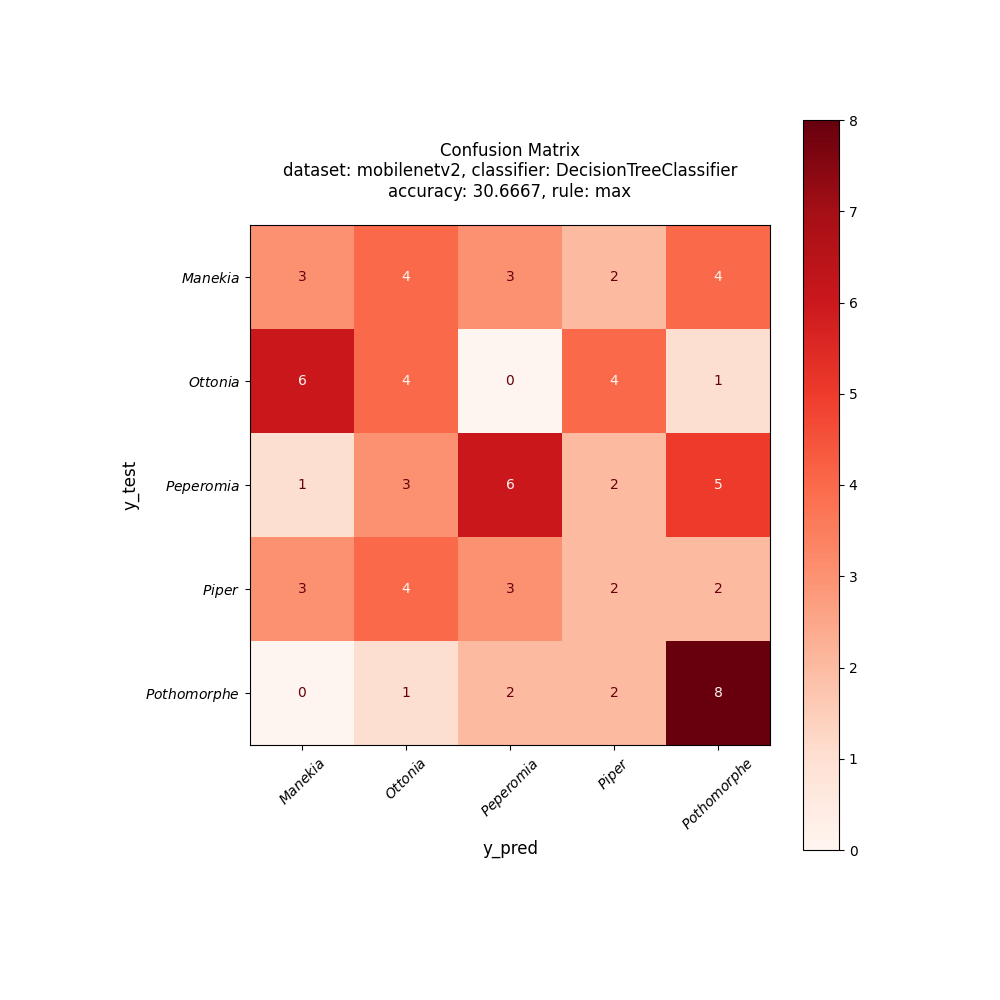 Confusion Matrix
dataset: mobilenetv2, classifier: DecisionTreeClassifier
accuracy: 30.6667, rule: max
y_test
Manekia 3 4 3 2 4
Ottonia 6 4 0 4 1
Peperomia 1 3 6 2 5
Piper 3 4 3 2 2
Pothomorphe 0 1 2 2 8
Manekia Ottonia Peperomia Piper Pothomorphe
y_pred
8
7
6
5
4
3
2
1
0